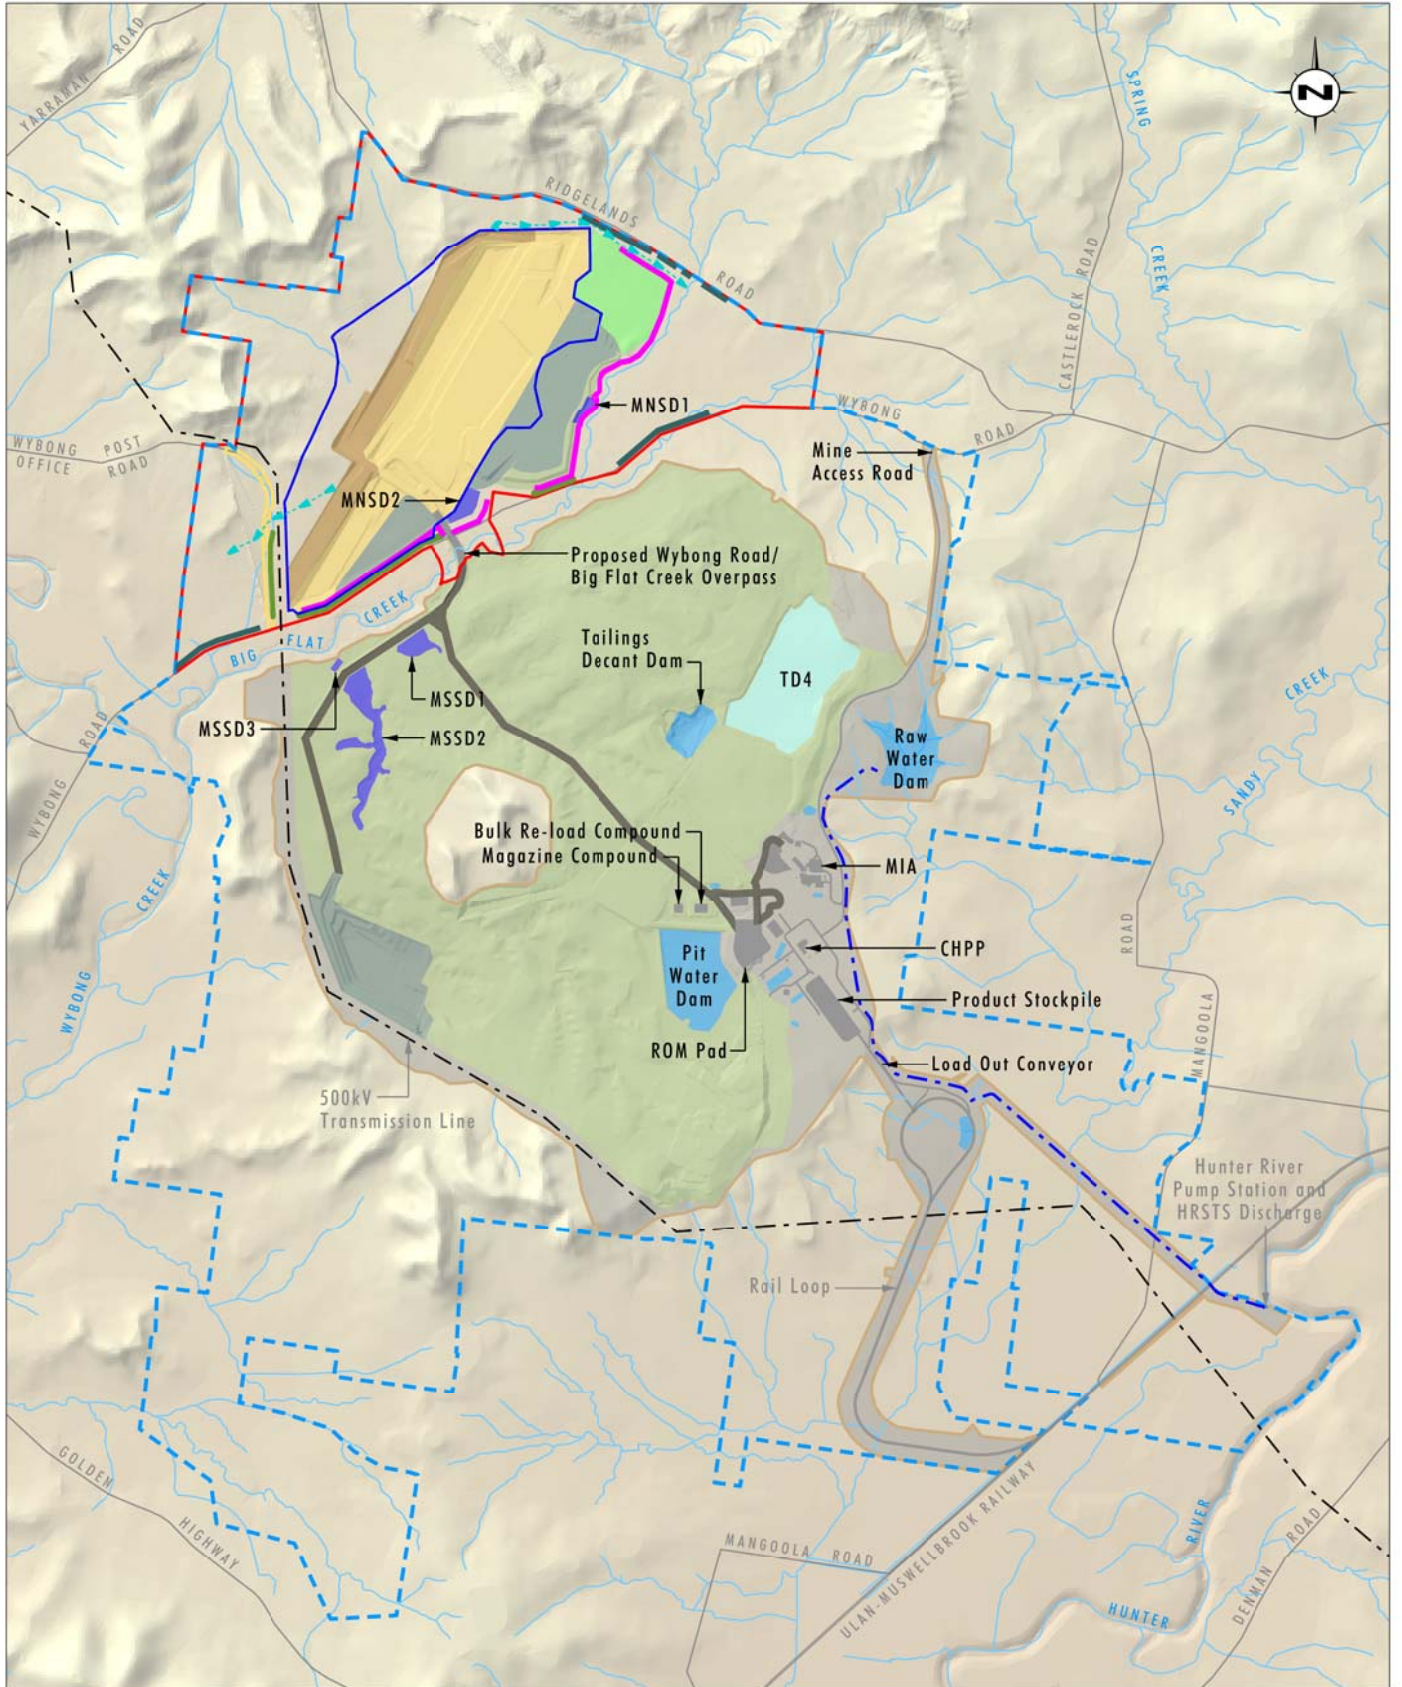 YARRAMAN ROAD
SPRING
CREEK
N
RIDGELANDS
ROAD
CASTLEROCK ROAD
MNSD1
WYBONG
ROAD
WYBONG POST
OFFICE ROAD
Mine
Access Road
MNSD2
Proposed Wybong Road/
Big Flat Creek Overpass
BIG FLAT CREEK
Tailings
Decant Dam
TD4
CREEK
SANDY
MSSD1
MSSD3
MSSD2
WYBONG ROAD
Raw
Water
Dam
Bulk Re-load Compound
Magazine Compound
MIA
WYBONG CREEK
ROAD
MANGOOLA
CHPP
Pit
Water
Dam
Product Stockpile
ROM Pad
Load Out Conveyor
500kV
Transmission Line
Hunter River
Pump Station and
HRSTS Discharge
Rail Loop
GOLDEN
HIGHWAY
MANGOOLA ROAD
ULAN-MUSWELLBROOK RAILWAY
RIVER
HUNTER
DENMAN ROAD